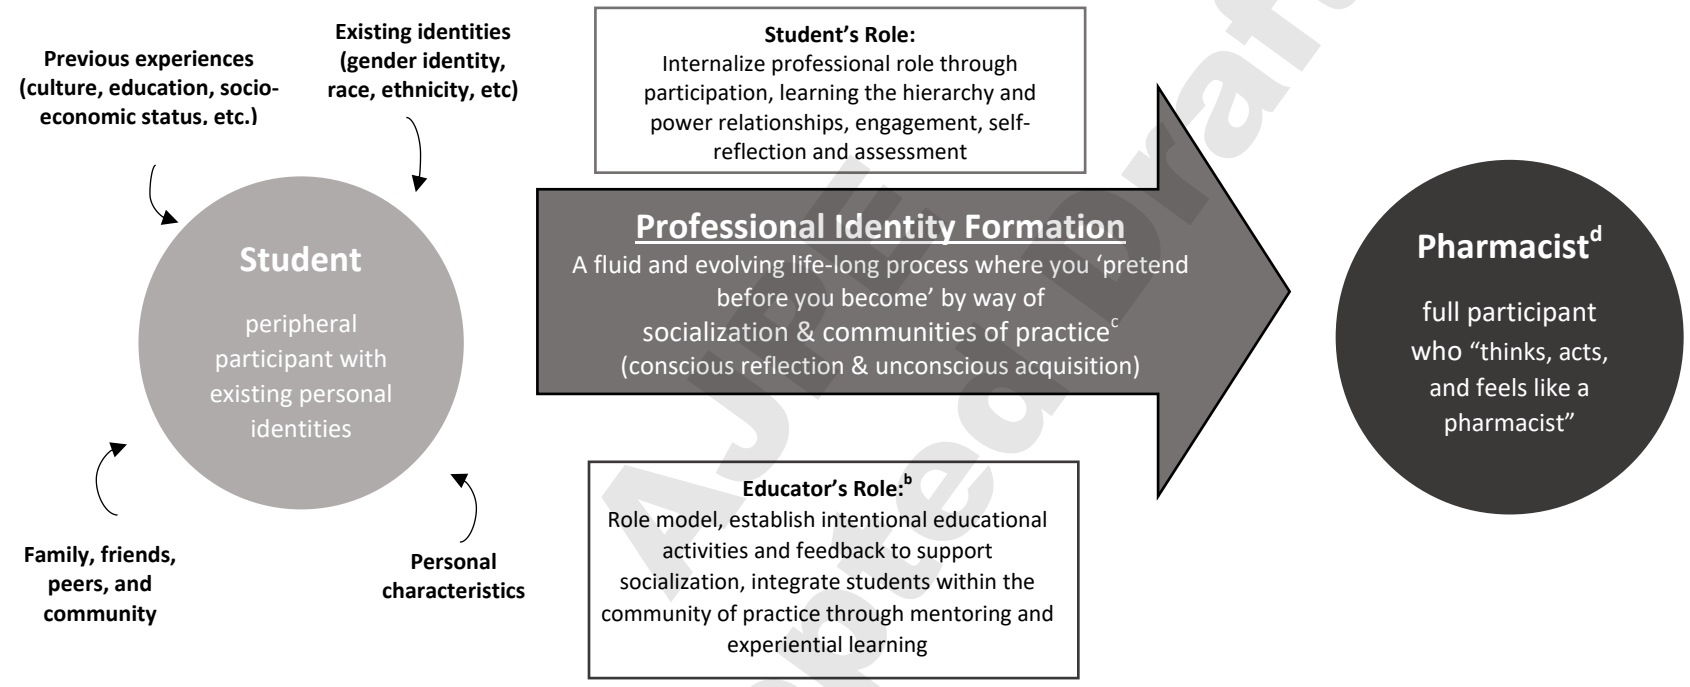 Previous experiences
(culture, education, socio-
economic status, etc.)
Existing identities
(gender identity,
race, ethnicity, etc)
Student
peripheral
participant with
existing personal
identities
Family, friends,
peers, and
community
Personal
characteristics
Student’s Role:
Internalize professional role through
participation, learning the hierarchy and
power relationships, engagement, self-
reflection and assessment
Professional Identity Formation
A fluid and evolving life-long process where you ‘pretend
before you become’ by way of
socialization & communities of practiceᶜ
(conscious reflection & unconscious acquisition)
Educator’s Role:ᵇ
Role model, establish intentional educational
activities and feedback to support
socialization, integrate students within the
community of practice through mentoring and
experiential learning
Pharmacistᵈ
full participant
who “thinks, acts,
and feels like a
pharmacist”
AJPE